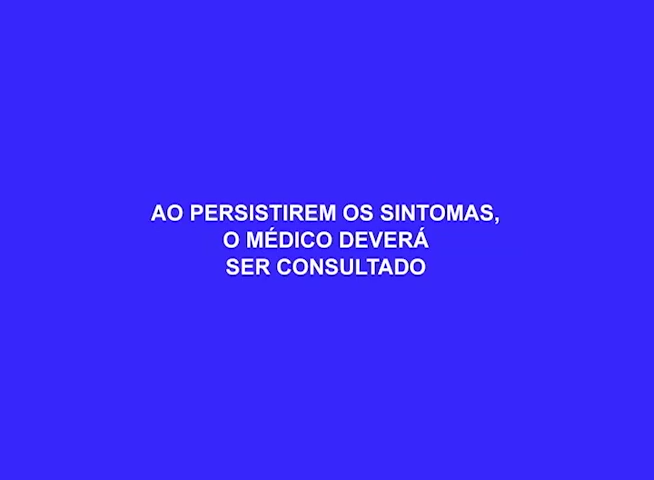 AO PERSISTIREM OS SINTOMAS,
O MÉDICO DEVERÁ
SER CONSULTADO